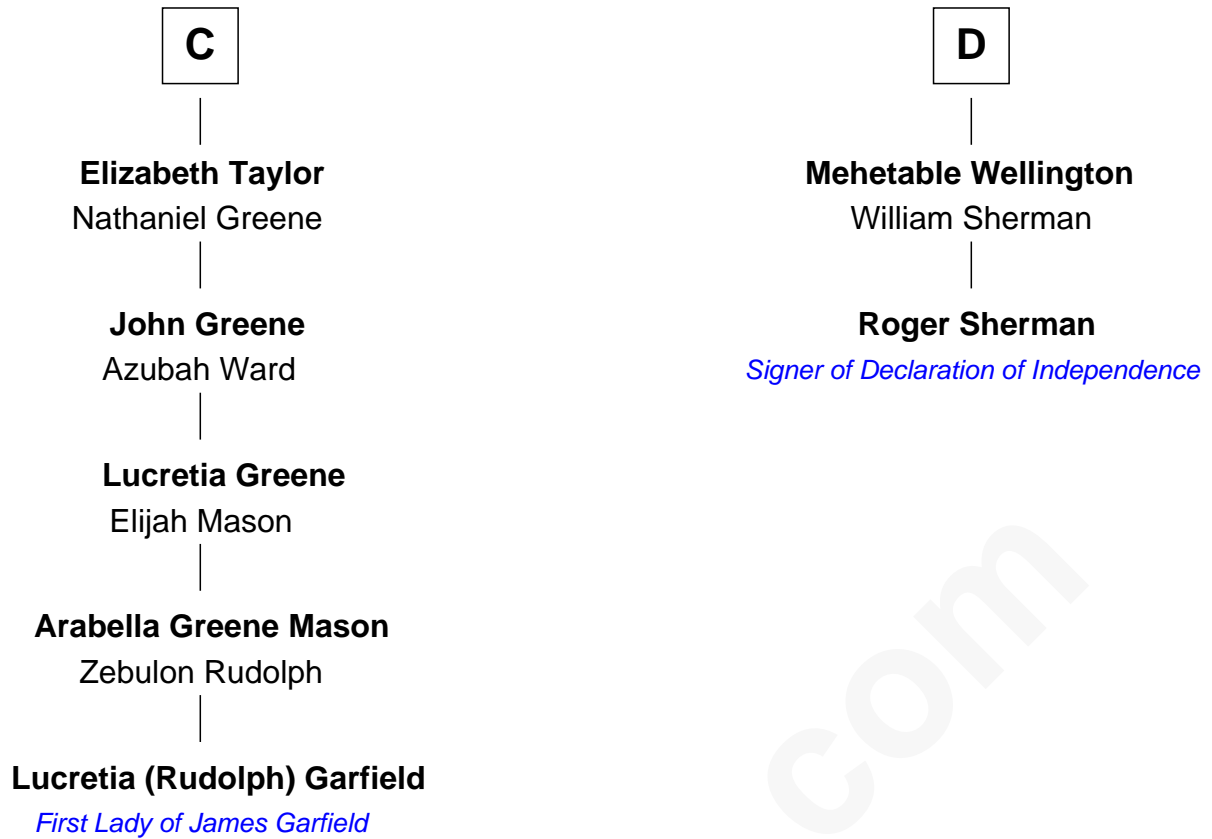 C
Elizabeth Taylor
Nathaniel Greene
John Greene
Azubah Ward
Lucretia Greene
Elijah Mason
Arabella Greene Mason
Zebulon Rudolph
Lucretia (Rudolph) Garfield
First Lady of James Garfield
D
Mehetable Wellington
William Sherman
Roger Sherman
Signer of Declaration of Independence
com